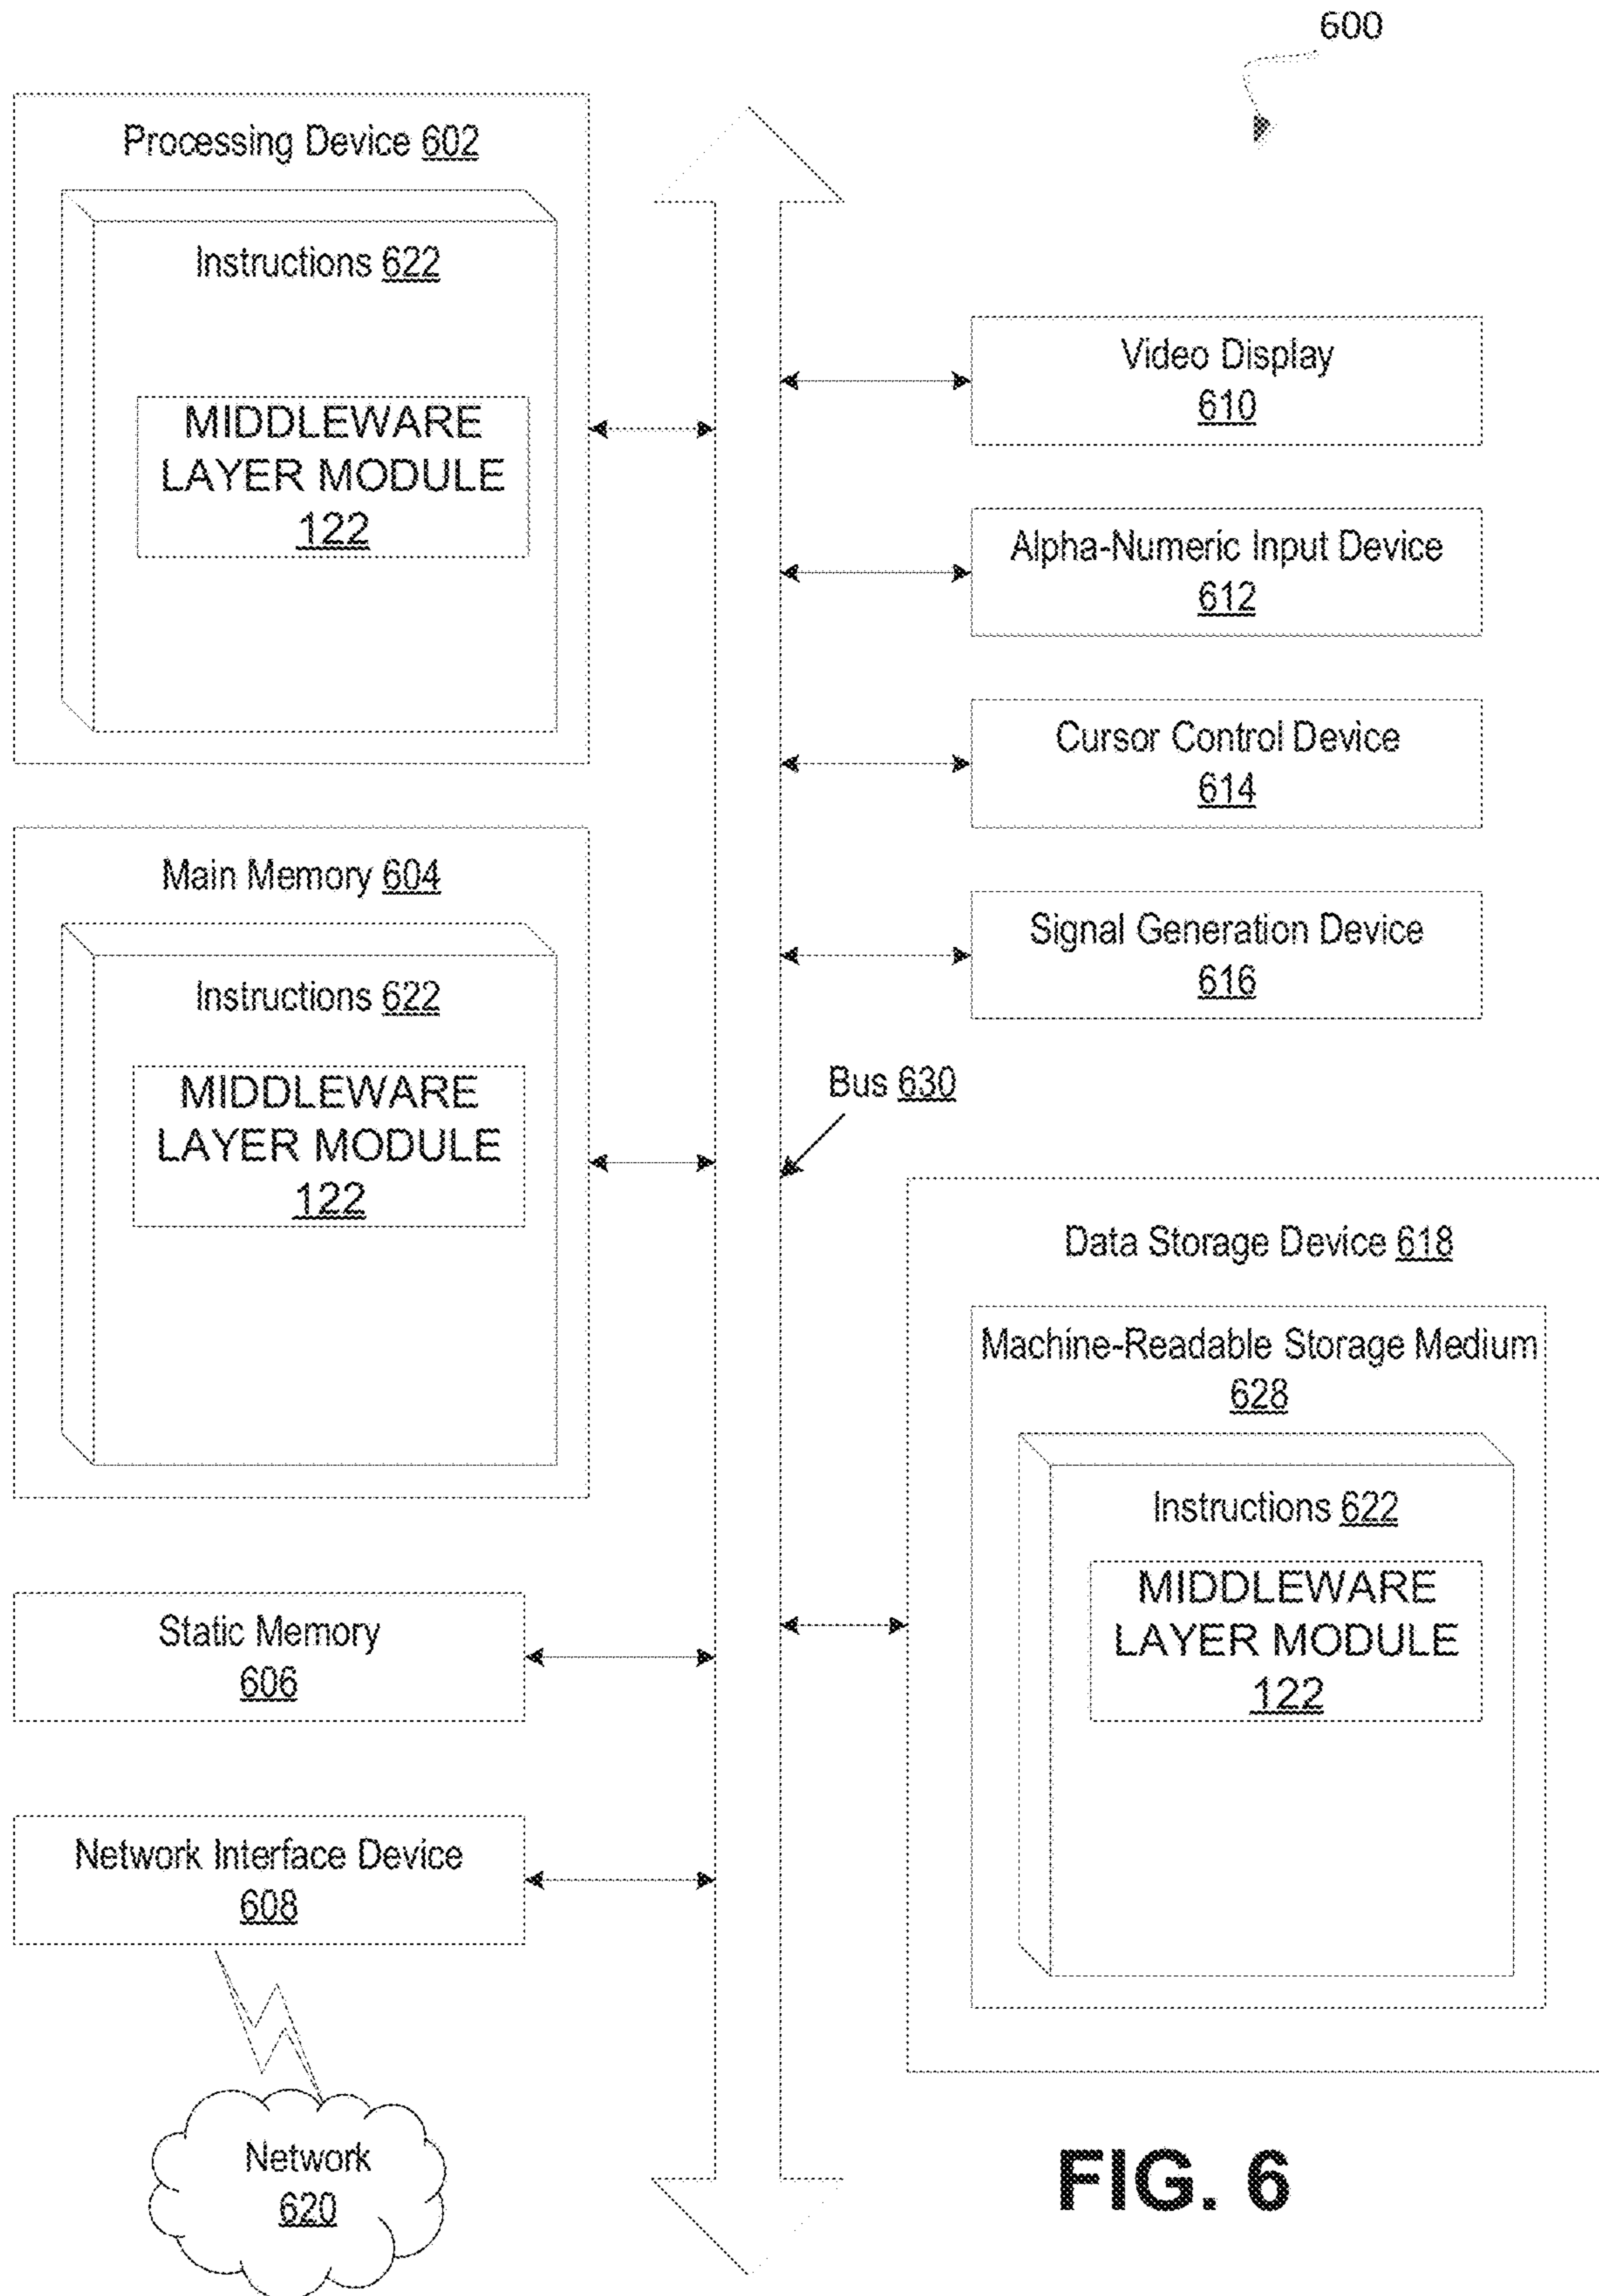 600
Processing Device 602
Instructions 622
MIDDLEWARE
LAYER MODULE
122
Main Memory 604
Instructions 622
MIDDLEWARE
LAYER MODULE
122
Static Memory
606
Network Interface Device
608
Network
620
Video Display
610
Alpha-Numeric Input Device
612
Cursor Control Device
614
Signal Generation Device
616
Bus 630
Data Storage Device 618
Machine-Readable Storage Medium
628
Instructions 622
MIDDLEWARE
LAYER MODULE
122
FIG. 6